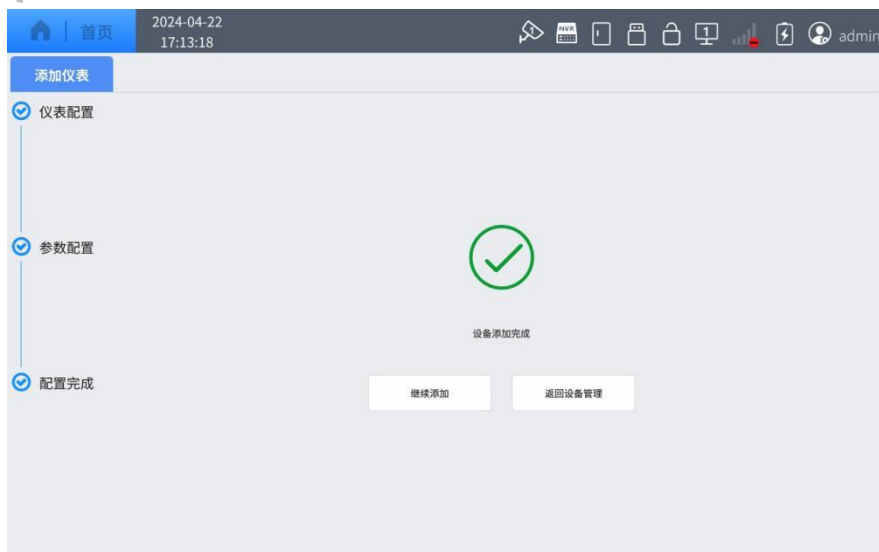 首页
2024-04-22
17:13:18
NVR
1
admin
添加仪表
仪表配置
参数配置
设备添加完成
配置完成
继续添加
返回设备管理